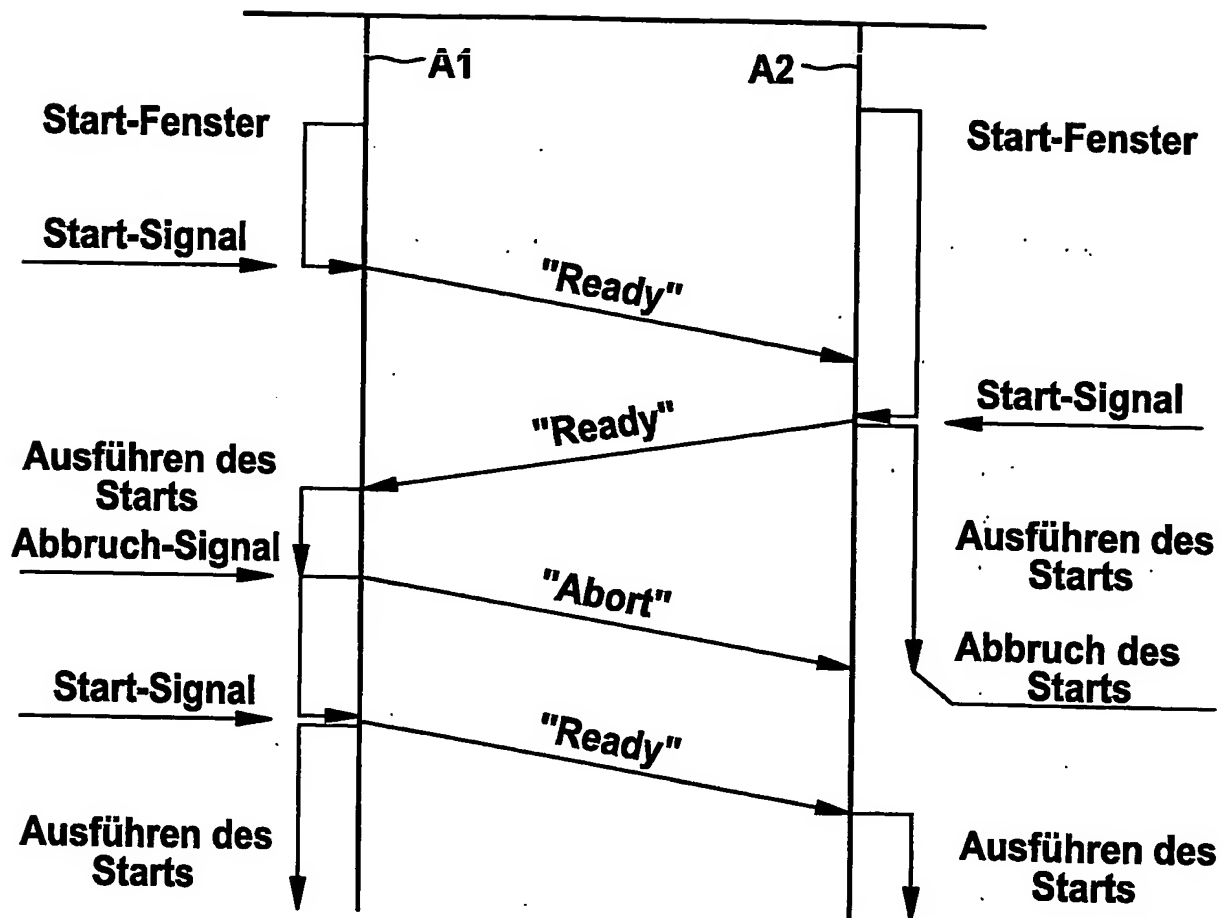 A1
A2
Start-Fenster
Start-Fenster
Start-Signal
"Ready"
Start-Signal
"Ready"
Ausführen des
Starts
Abbruch-Signal
Ausführen des
Starts
"Abort"
Abbruch des
Starts
Start-Signal
"Ready"
Ausführen des
Starts
Ausführen des
Starts